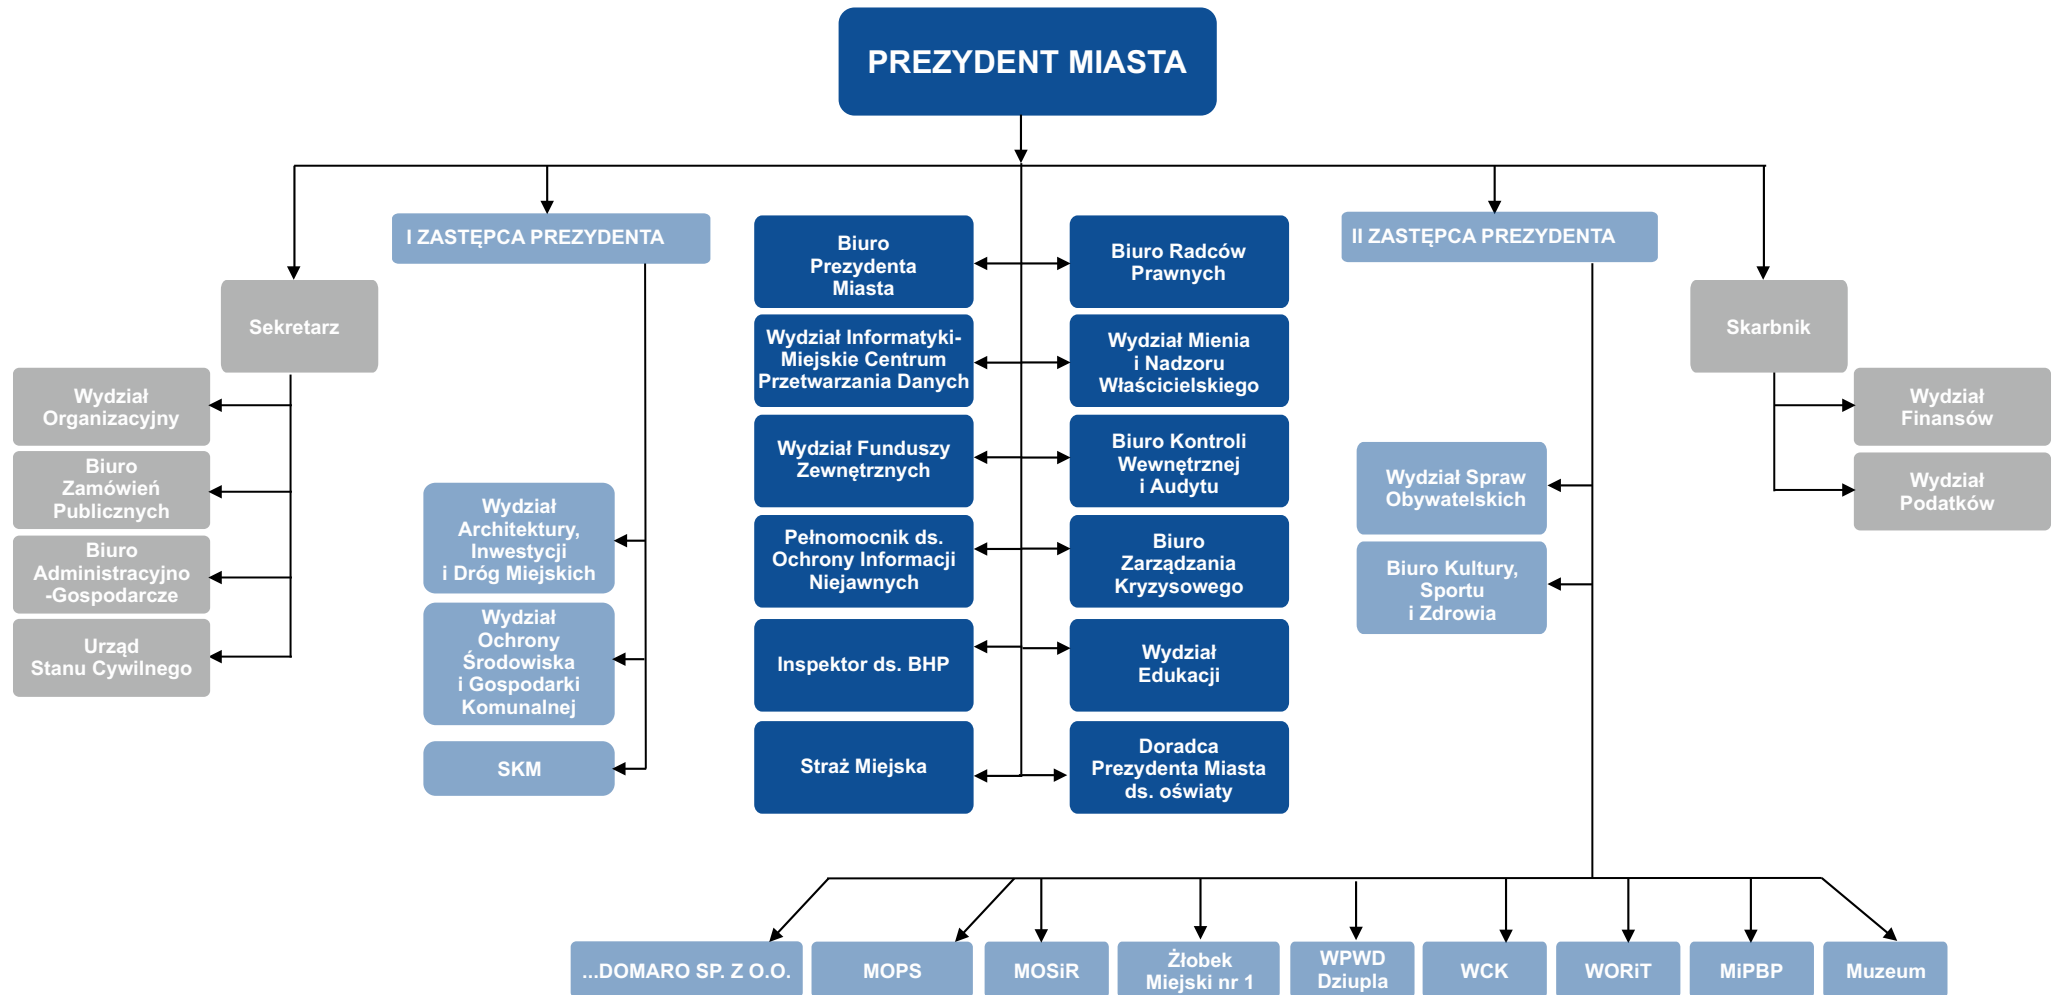 PREZYDENT MIASTA
I ZASTĘPCA PREZYDENTA
II ZASTĘPCA PREZYDENTA
Sekretarz
Skarbnik
Wydział
Organizacyjny
Biuro
Zamówień
Publicznych
Biuro
Administracyjno
-Gospodarcze
Urząd
Stanu Cywilnego
Wydział
Architektury,
Inwestycji
i Dróg Miejskich
Wydział
Ochrony
Środowiska
i Gospodarki
Komunalnej
SKM
Biuro
Prezydenta
Miasta
Biuro Radców
Prawnych
Wydział Informatyki-
Miejskie Centrum
Przetwarzania Danych
Wydział Mienia
i Nadzoru
Właścicielskiego
Wydział Funduszy
Zewnętrznych
Biuro Kontroli
Wewnętrznej
i Audytu
Pełnomocnik ds.
Ochrony Informacji
Niejawnych
Biuro
Zarządzania
Kryzysowego
Inspektor ds. BHP
Wydział
Edukacji
Straż Miejska
Doradca
Prezydenta Miasta
ds. oświaty
Wydział Spraw
Obywatelskich
Biuro Kultury,
Sportu
i Zdrowia
Wydział
Finansów
Wydział
Podatków
...DOMARO SP. Z O.O.
MOPS
MOSiR
Żłobek
Miejski nr 1
WPWD
Dziupla
WCK
WORiT
MiPBP
Muzeum